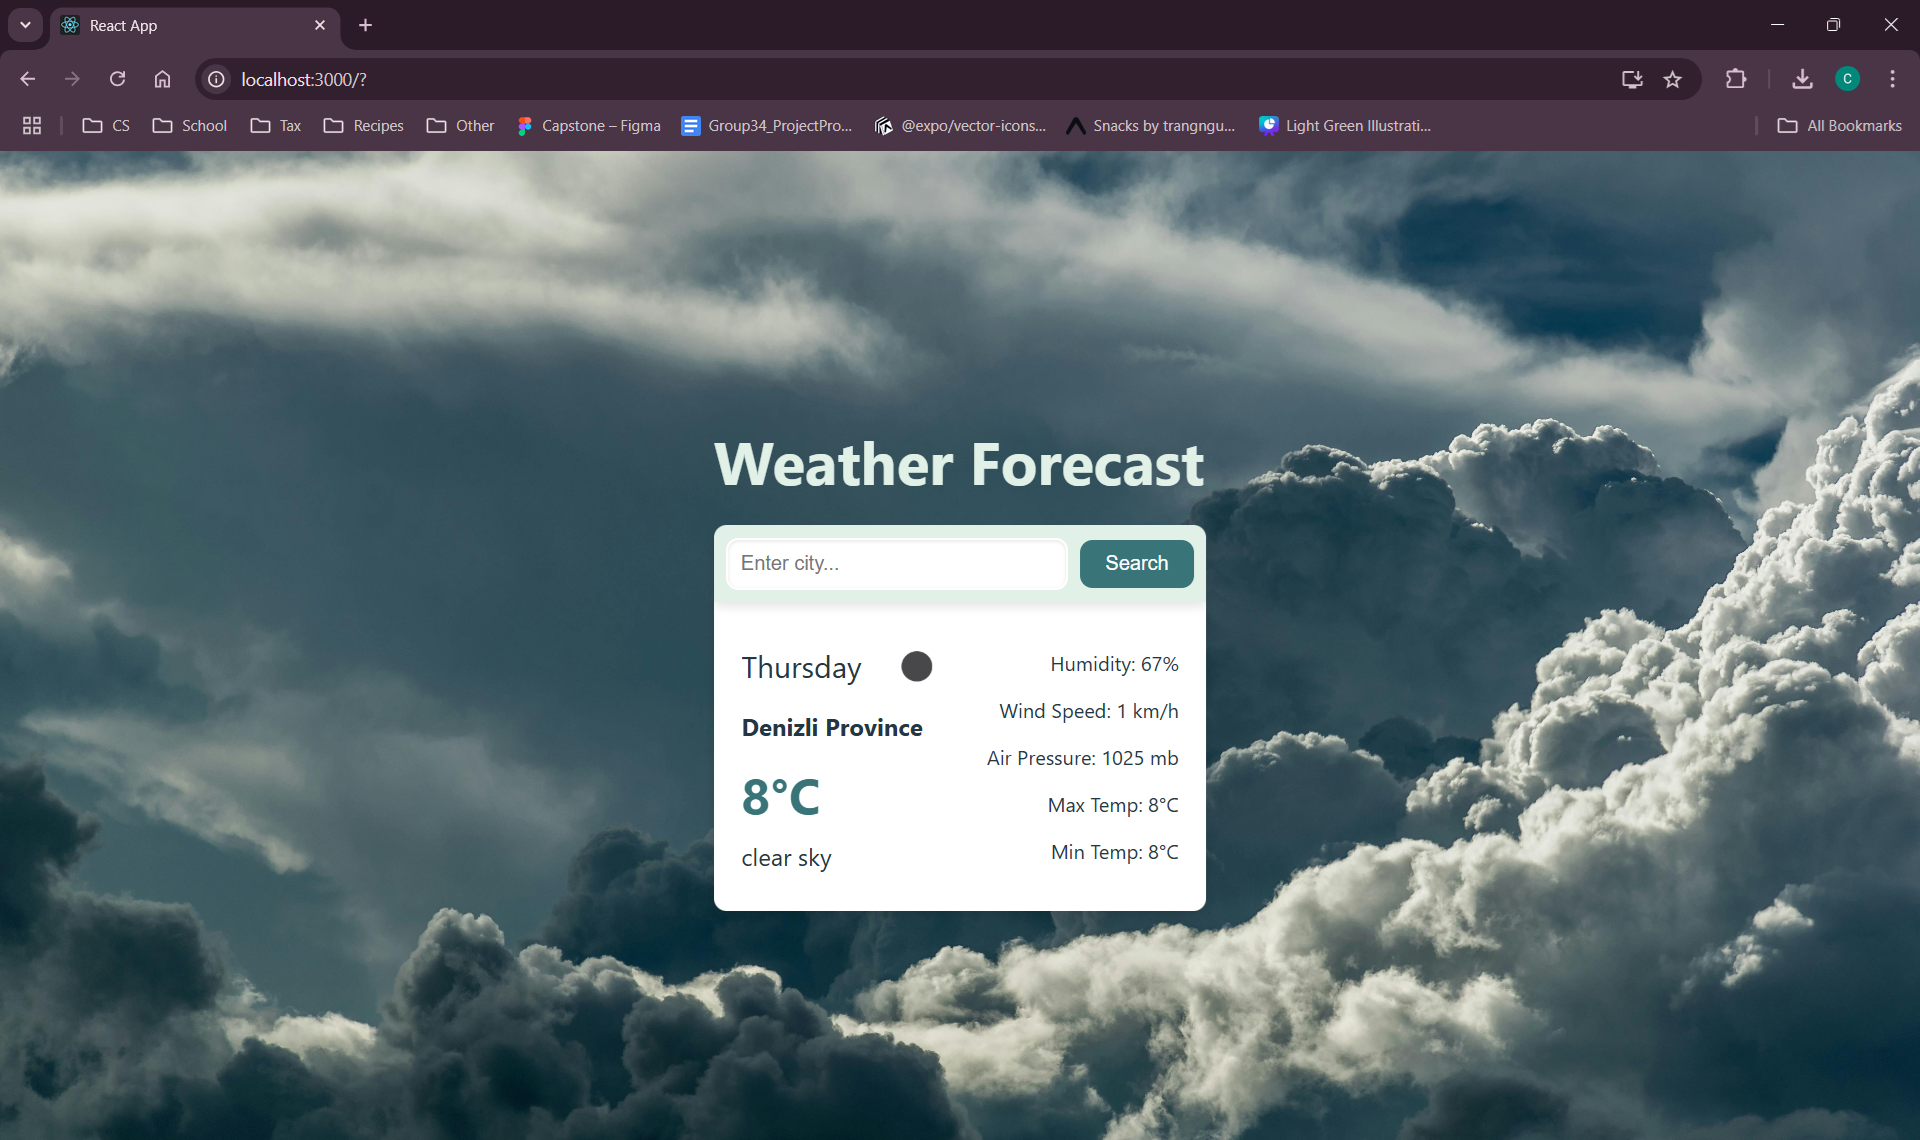 React App
localhost:3000/?
C
CS
School
Tax
Recipes
Other
Capstone – Figma
Group34_ProjectPro...
@expo/vector-icons...
Snacks by trangngu...
Light Green Illustrati...
All Bookmarks
Weather Forecast
Enter city...
Search
Thursday
Denizli Province
8°C
clear sky
Humidity: 67%
Wind Speed: 1 km/h
Air Pressure: 1025 mb
Max Temp: 8°C
Min Temp: 8°C